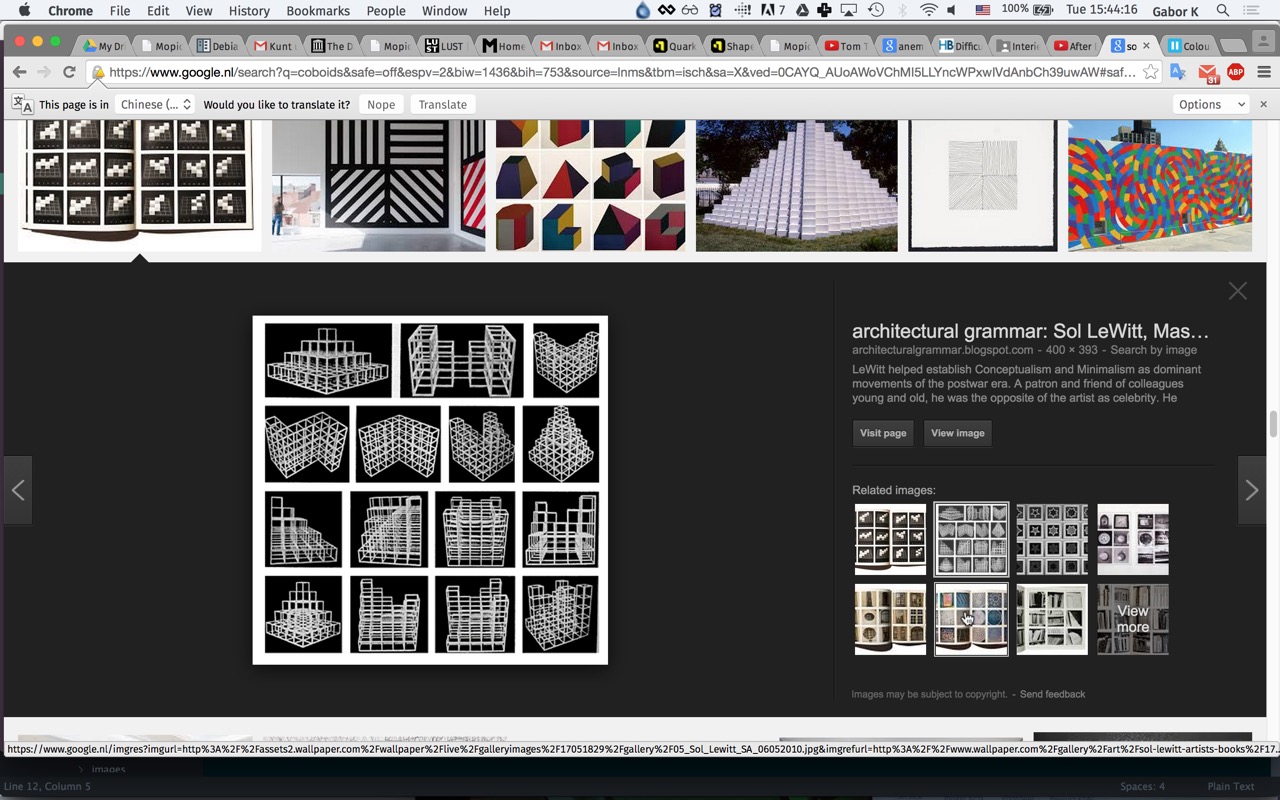 Chrome File Edit View History Bookmarks People Window Help 7 100% Tue 15:44:16 Gabor K
My Dr Mopic Debia Gmail Kunt The D Mopic LUST Home Inbox Inbox Quark Shape Mopic Tom T anem Difficu Interio After so Colou
https://www.google.nl/search?q=coboids&safe=off&espv=2&biw=1436&bih=753&source=lnms&tbm=isch&sa=X&ved=0CAYQ_AUoAWoVChMI5LLYncWPxwIVdAnbCh39uwAW#saf... 31 ABP
This page is in Chinese (... Would you like to translate it? Nope Translate Options
architectural grammar: Sol LeWitt, Mas...
architecturalgrammar.blogspot.com - 400 × 393 - Search by image
LeWitt helped establish Conceptualism and Minimalism as dominant
movements of the postwar era. A patron and friend of colleagues
young and old, he was the opposite of the artist as celebrity. He
Visit page View image
Related images:
View
more
Images may be subject to copyright. - Send feedback
https://www.google.nl/imgres?imgurl=http%3A%2F%2Fassets2.wallpaper.com%2Fwallpaper%2Flive%2Fgalleryimages%2F17051829%2Fgallery%2F05_Sol_Lewitt_SA_06052010.jpg&imgrefurl=http%3A%2F%2Fwww.wallpaper.com%2Fgallery%2Fart%2Fsol-lewitt-artists-books%2F17...
images
Line 12, Column 5 Spaces: 4 Plain Text